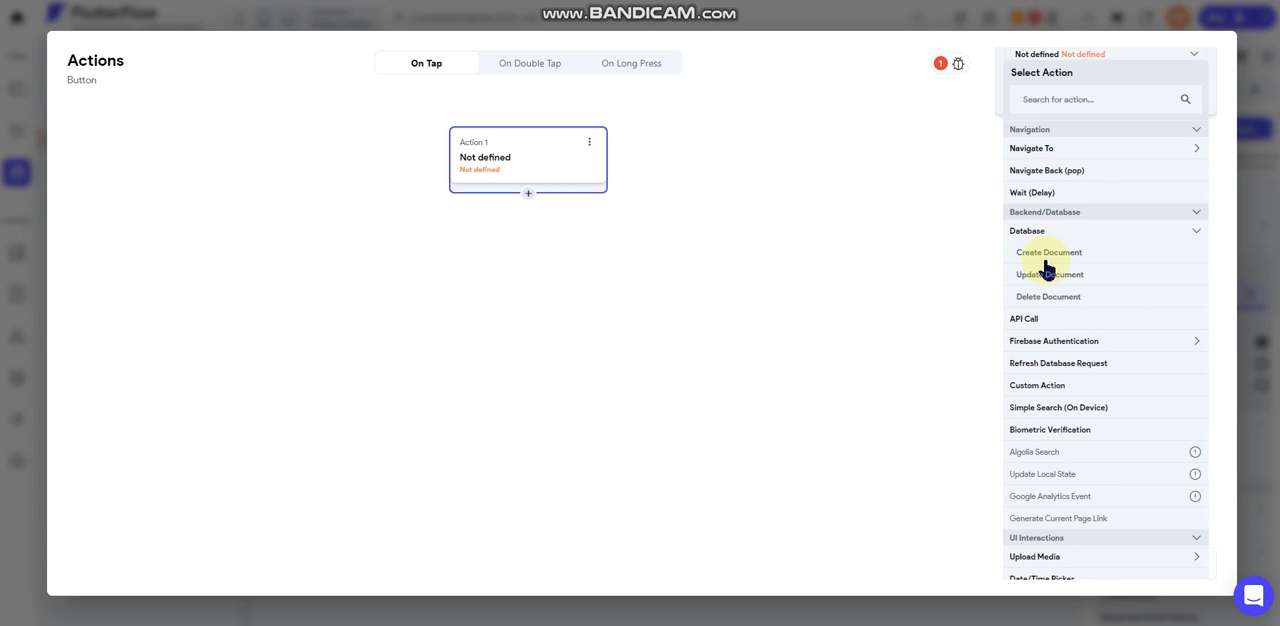 www.BANDICAM.com
FlutterFlow
Actions
Button
On Tap
On Double Tap
On Long Press
1
Action 1
Not defined
Not defined
Not defined Not defined
Select Action
Search for action...
Navigation
Navigate To
Navigate Back (pop)
Wait (Delay)
Backend/Database
Database
Create Document
Update Document
Delete Document
API Call
Firebase Authentication
Refresh Database Request
Custom Action
Simple Search (On Device)
Biometric Verification
Algolia Search
Update Local State
Google Analytics Event
Generate Current Page Link
UI Interactions
Upload Media
Date/Time Picker